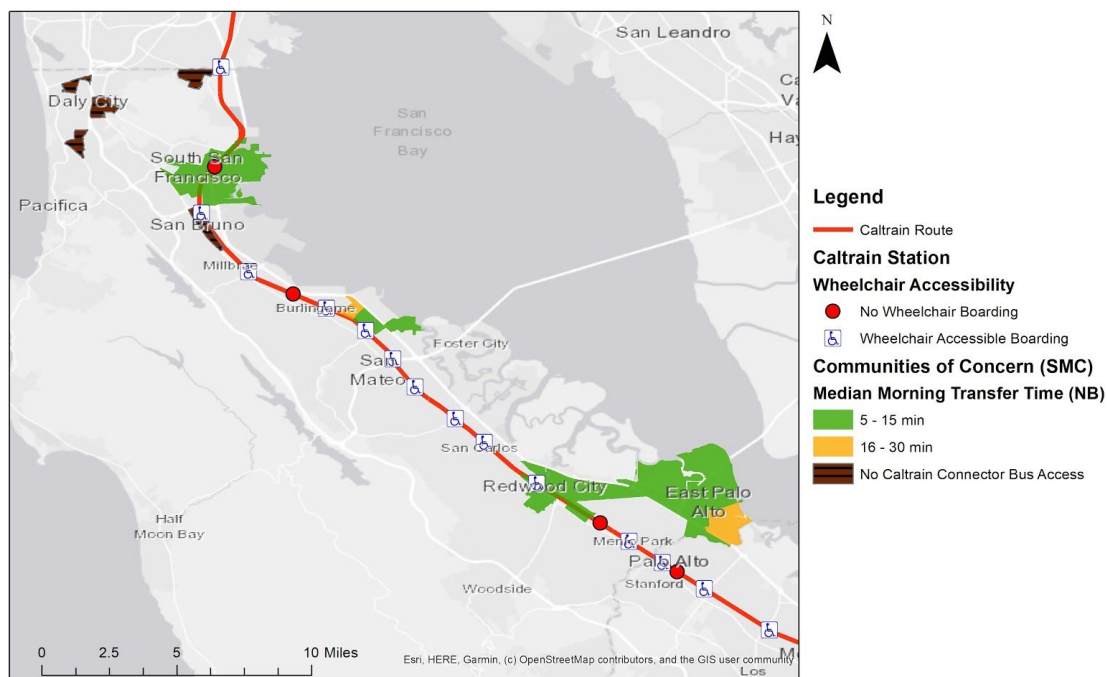 San Leandro
Daly City
San
Francisco
Bay
South San
Francisco
Pacifica
San Bruno
Millbrae
Burlingame
Foster City
San
Mateo
San Carlos
Redwood City
East Palo
Alto
Half
Moon Bay
Menlo Park
Palo Alto
Stanford
Woodside
Los
0 2.5 5 10 Miles
Esri, HERE, Garmin, (c) OpenStreetMap contributors, and the GIS user community
N
Legend
Caltrain Route
Caltrain Station
Wheelchair Accessibility
No Wheelchair Boarding
Wheelchair Accessible Boarding
Communities of Concern (SMC)
Median Morning Transfer Time (NB)
5 - 15 min
16 - 30 min
No Caltrain Connector Bus Access